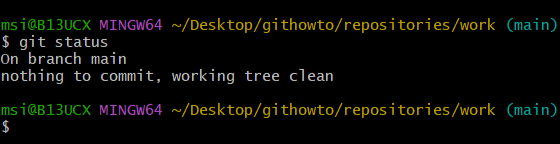 msi@B13UCX MINGW64 ~/Desktop/githowto/repositories/work (main)
$ git status
On branch main
nothing to commit, working tree clean
msi@B13UCX MINGW64 ~/Desktop/githowto/repositories/work (main)
$